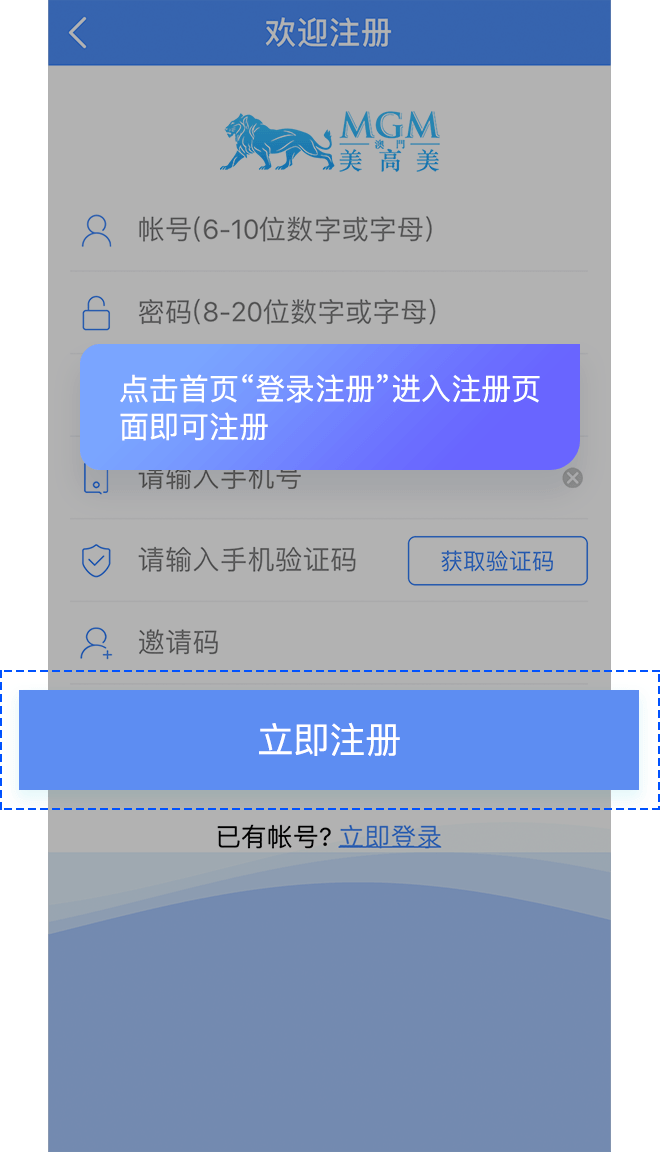 欢迎注册
MGM
澳門
美高美
帐号(6-10位数字或字母)
密码(8-20位数字或字母)
点击首页“登录注册”进入注册页
面即可注册
请输入手机号
请输入手机验证码
获取验证码
邀请码
立即注册
已有帐号? 立即登录